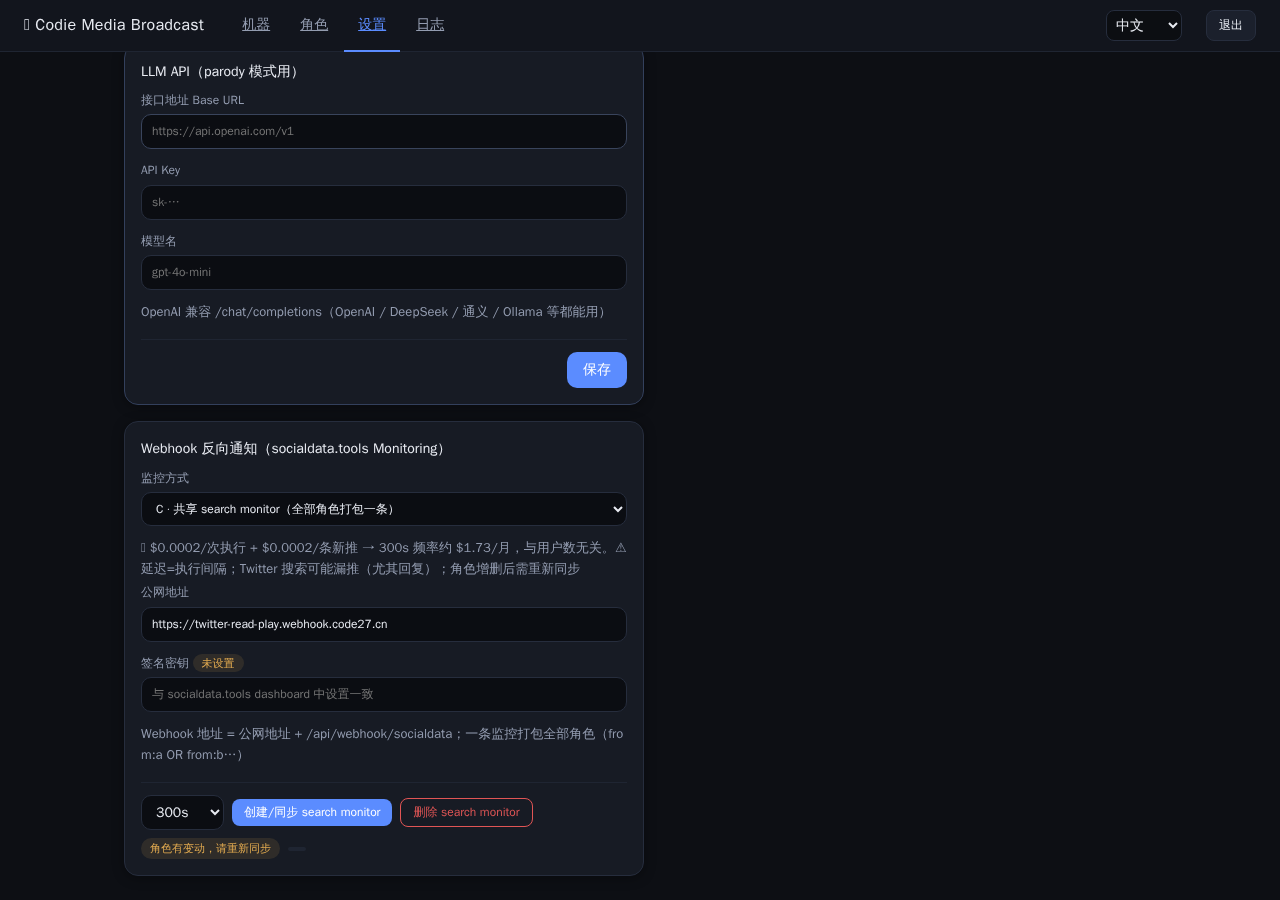 Codie Media Broadcast 机器 角色 设置 日志 中文 退出
LLM API（parody 模式用）
接口地址 Base URL
https://api.openai.com/v1
API Key
sk-···
模型名
gpt-4o-mini
OpenAI 兼容 /chat/completions（OpenAI / DeepSeek / 通义 / Ollama 等都能用）
保存
Webhook 反向通知（socialdata.tools Monitoring）
监控方式
C · 共享 search monitor（全部角色打包一条）
$0.0002/次执行 + $0.0002/条新推 → 300s 频率约 $1.73/月，与用户数无关。⚠
延迟=执行间隔；Twitter 搜索可能漏推（尤其回复）；角色增删后需重新同步
公网地址
https://twitter-read-play.webhook.code27.cn
签名密钥 未设置
与 socialdata.tools dashboard 中设置一致
Webhook 地址 = 公网地址 + /api/webhook/socialdata；一条监控打包全部角色（fro
m:a OR from:b···）
300s 创建/同步 search monitor 删除 search monitor
角色有变动，请重新同步